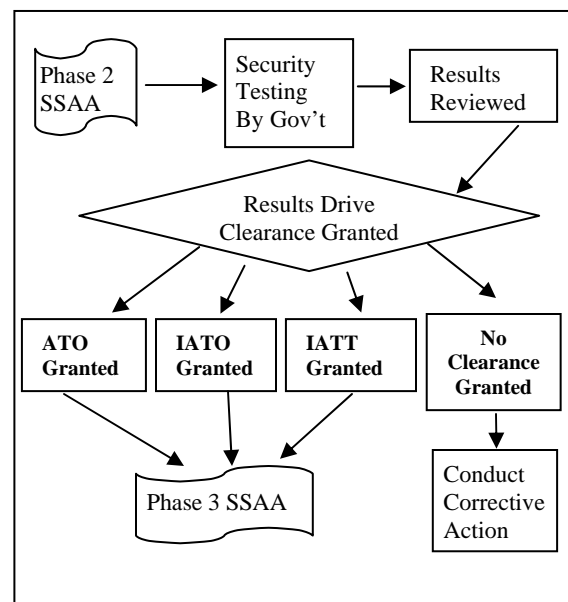 Phase 2
SSAA
Security
Testing
By Gov't
Results
Reviewed
Results Drive
Clearance Granted
ATO
Granted
IATO
Granted
IATT
Granted
No
Clearance
Granted
Phase 3 SSAA
Conduct
Corrective
Action